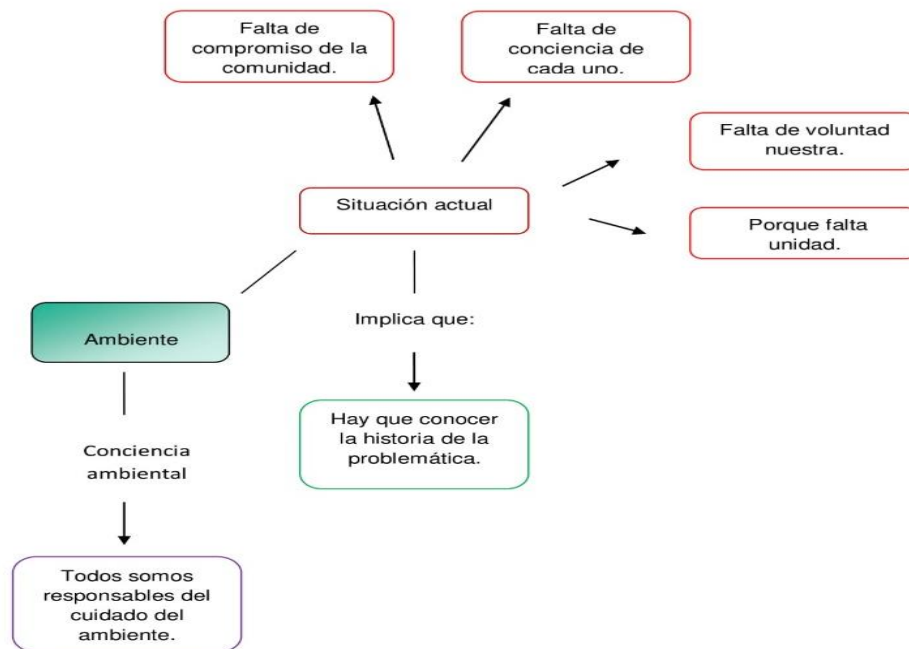 Falta de
compromiso de la
comunidad.
Falta de
conciencia de
cada uno.
Falta de voluntad
nuestra.
Situación actual
Porque falta
unidad.
Ambiente
Implica que:
Hay que conocer
la historia de la
problemática.
Conciencia
ambiental
Todos somos
responsables del
cuidado del
ambiente.